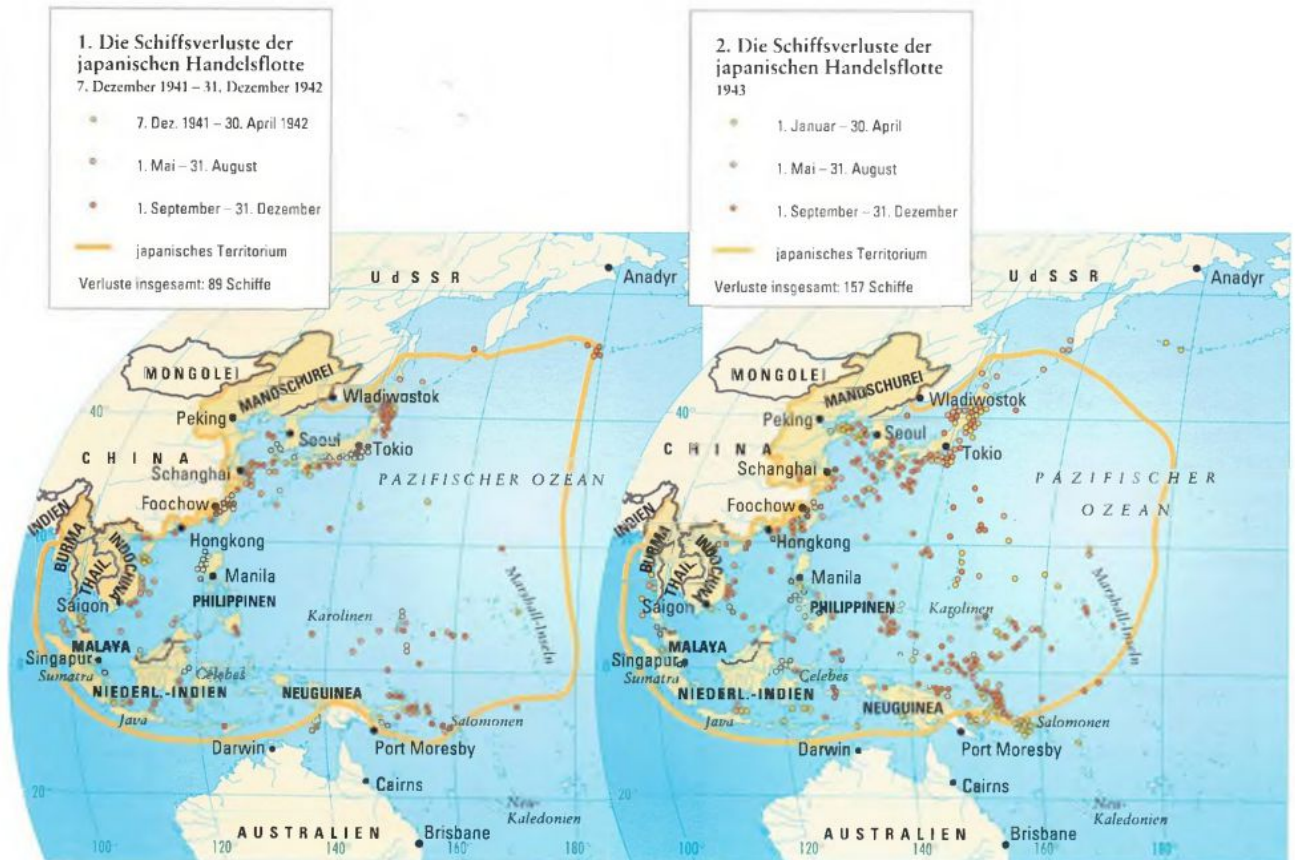 1. Die Schiffsverluste der
japanischen Handelsflotte
7. Dezember 1941 – 31. Dezember 1942
7. Dez. 1941 – 30. April 1942
1. Mai – 31. August
1. September – 31. Dezember
japanisches Territorium
Verluste insgesamt: 89 Schiffe
UdSSR
Anadyr
MONGOLEI
MANDSCHUREI
Wladiwostok
40
Peking
Seoul
Tokio
CHINA
Schanghai
PAZIFISCHER OZEAN
Foochow
INDIEN
BURMA
THAIL
INDOCHINA
Hongkong
Manila
Saigon
PHILIPPINEN
Karolinen
Marshall-Inseln
MALAYA
Singapur
Sumatra
Celebes
NIEDERL.-INDIEN
NEUGUINEA
Java
Salomonen
Darwin
Port Moresby
Cairns
20
Neu-
Kaledonien
AUSTRALIEN
Brisbane
100
120
140
160
180
2. Die Schiffsverluste der
japanischen Handelsflotte
1943
1. Januar – 30. April
1. Mai – 31. August
1. September – 31. Dezember
japanisches Territorium
Verluste insgesamt: 157 Schiffe
UdSSR
Anadyr
MONGOLEI
MANDSCHUREI
Wladiwostok
40
Peking
Seoul
Tokio
CHINA
Schanghai
PAZIFISCHER
OZEAN
Foochow
INDIEN
BURMA
THAIL
INDOCHINA
Hongkong
Manila
Saigon
PHILIPPINEN
Karolinen
Marshall-Inseln
MALAYA
Singapur
Sumatra
Celebes
NIEDERL.-INDIEN
NEUGUINEA
Java
Salomonen
Darwin
Port Moresby
Cairns
20
Neu-
Kaledonien
AUSTRALIEN
Brisbane
100
120
140
160
180